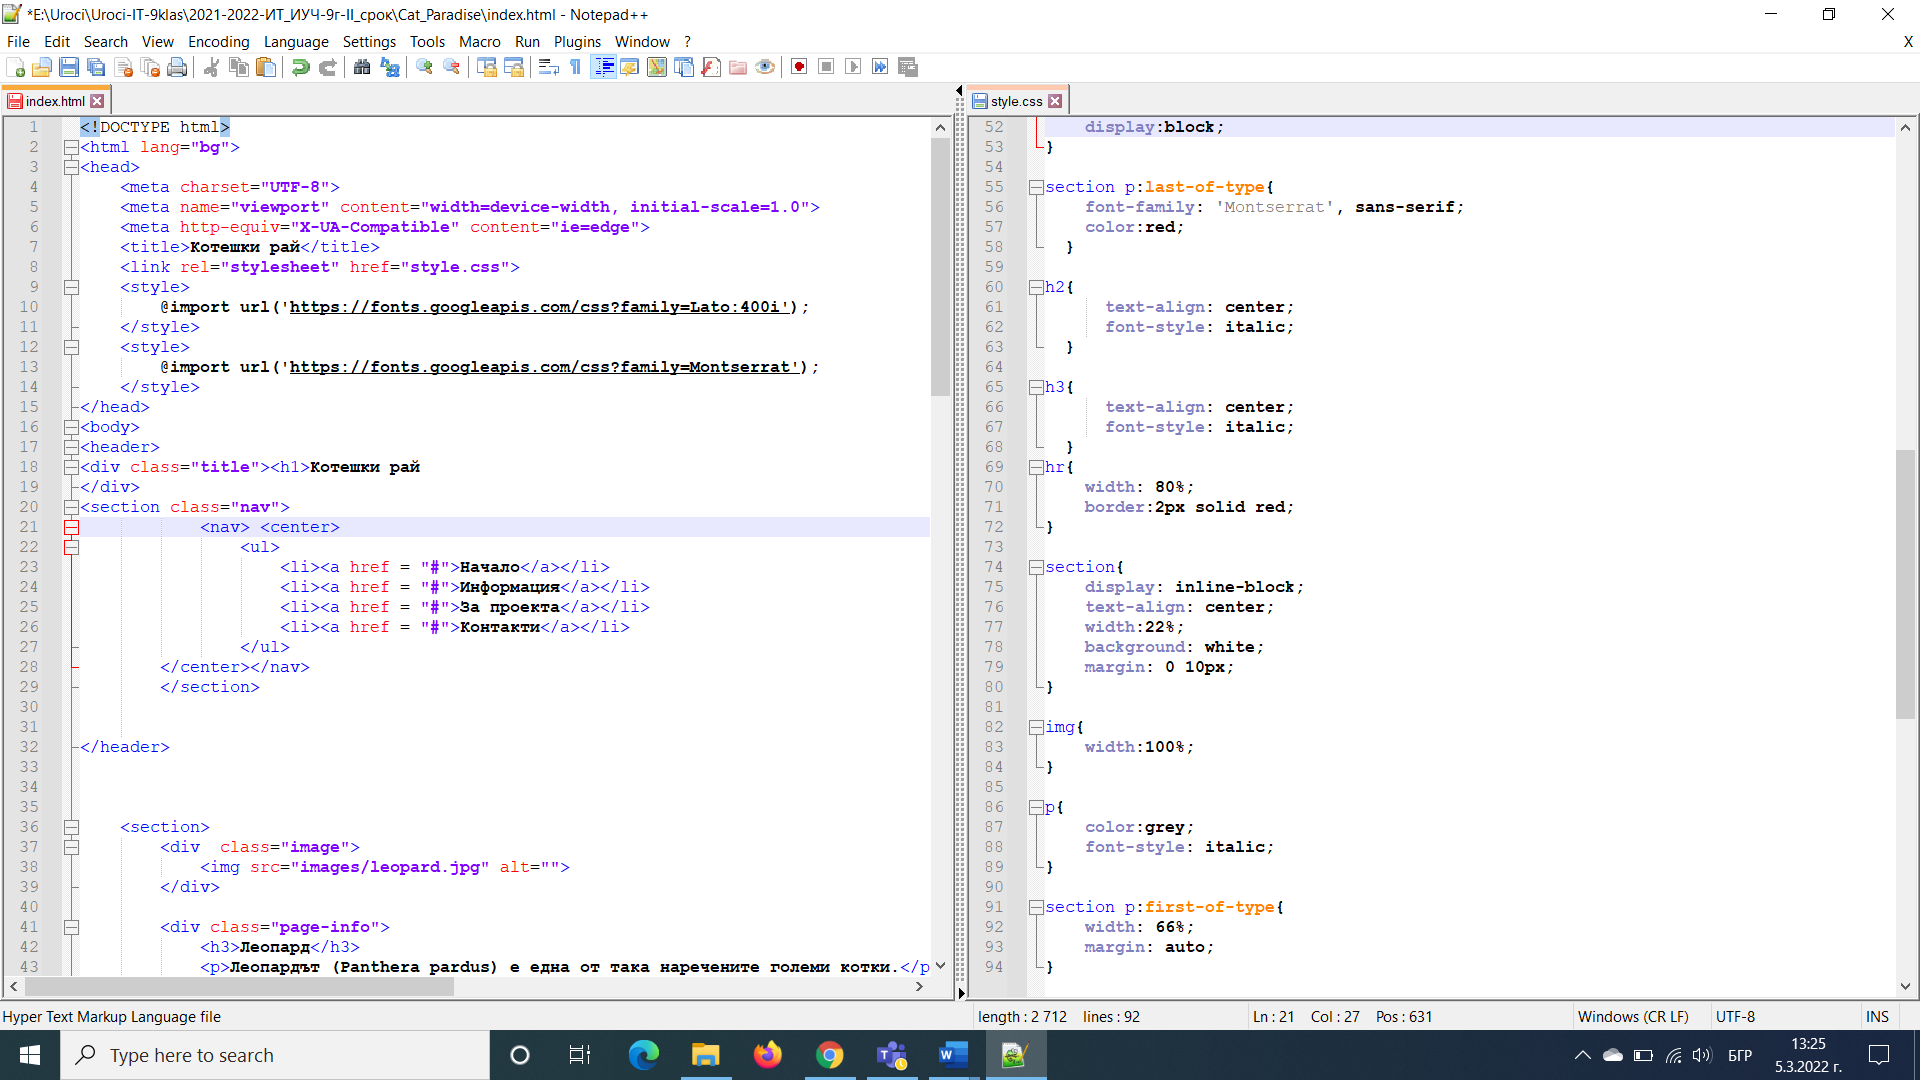 *E:\Uroci\Uroci-IT-9klas\2021-2022-ИТ_ИУЧ-9г-II_срок\Cat_Paradise\index.html - Notepad++
File Edit Search View Encoding Language Settings Tools Macro Run Plugins Window ? X
index.html
1 <!DOCTYPE html>
2 <html lang="bg">
3 <head>
4 <meta charset="UTF-8">
5 <meta name="viewport" content="width=device-width, initial-scale=1.0">
6 <meta http-equiv="X-UA-Compatible" content="ie=edge">
7 <title>Котешки рай</title>
8 <link rel="stylesheet" href="style.css">
9 <style>
10 @import url('https://fonts.googleapis.com/css?family=Lato:400i');
11 </style>
12 <style>
13 @import url('https://fonts.googleapis.com/css?family=Montserrat');
14 </style>
15 </head>
16 <body>
17 <header>
18 <div class="title"><h1>Котешки рай
19 </div>
20 <section class="nav">
21 <nav> <center>
22 <ul>
23 <li><a href = "#">Начало</a></li>
24 <li><a href = "#">Информация</a></li>
25 <li><a href = "#">За проекта</a></li>
26 <li><a href = "#">Контакти</a></li>
27 </ul>
28 </center></nav>
29 </section>
30
31
32 </header>
33
34
35
36 <section>
37 <div  class="image">
38 <img src="images/leopard.jpg" alt="">
39 </div>
40
41 <div class="page-info">
42 <h3>Леопард</h3>
43 <p>Леопардът (Panthera pardus) е една от така наречените големи котки.</p
style.css
52 display:block;
53 }
54
55 section p:last-of-type{
56 font-family: 'Montserrat', sans-serif;
57 color:red;
58 }
59
60 h2{
61 text-align: center;
62 font-style: italic;
63 }
64
65 h3{
66 text-align: center;
67 font-style: italic;
68 }
69 hr{
70 width: 80%;
71 border:2px solid red;
72 }
73
74 section{
75 display: inline-block;
76 text-align: center;
77 width:22%;
78 background: white;
79 margin: 0 10px;
80 }
81
82 img{
83 width:100%;
84 }
85
86 p{
87 color:grey;
88 font-style: italic;
89 }
90
91 section p:first-of-type{
92 width: 66%;
93 margin: auto;
94 }
Hyper Text Markup Language file length : 2 712 lines : 92 Ln : 21 Col : 27 Pos : 631 Windows (CR LF) UTF-8 INS
Type here to search
БГР
13:25
5.3.2022 г.